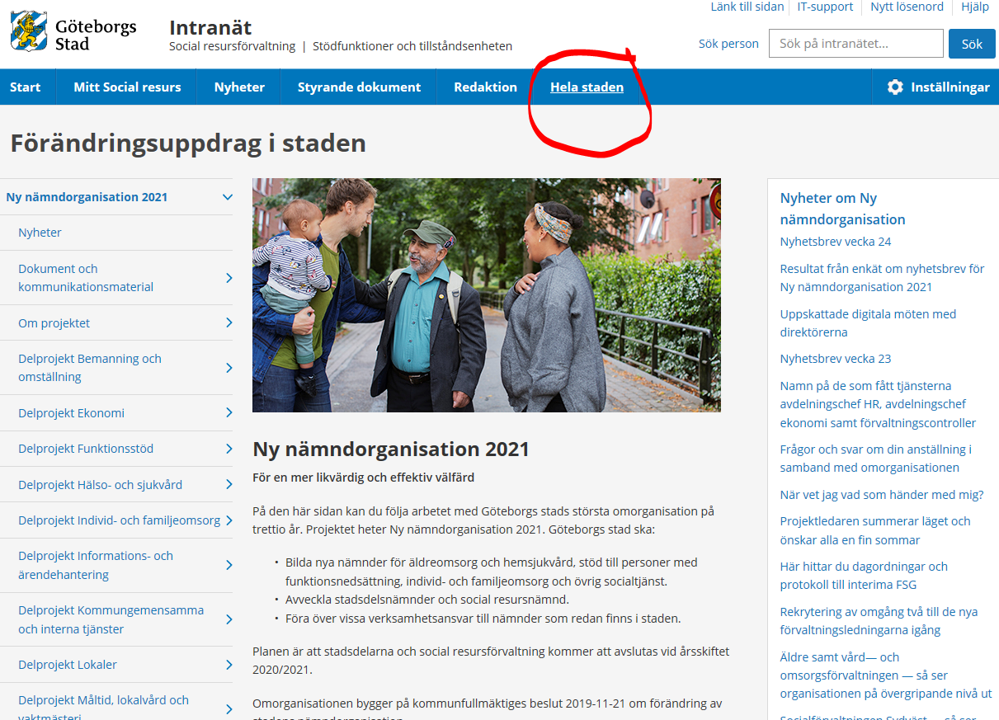 Länk till sidan
IT-support
Nytt lösenord
Hjälp
Göteborgs
Stad
Intranät
Social resursförvaltning | Stödfunktioner och tillståndsenheten
Sök person
Sök på intranätet...
Sök
Start
Mitt Social resurs
Nyheter
Styrande dokument
Redaktion
Hela staden
Inställningar
Förändringsuppdrag i staden
Ny nämndorganisation 2021
Nyheter
Dokument och
kommunikationsmaterial
Om projektet
Delprojekt Bemanning och
omställning
Delprojekt Ekonomi
Delprojekt Funktionsstöd
Delprojekt Hälso- och sjukvård
Delprojekt Individ- och familjeomsorg
Delprojekt Informations- och
ärendehantering
Delprojekt Kommungemensamma
och interna tjänster
Delprojekt Lokaler
Delprojekt Måltid, lokalvård och
vaktmästeri
Ny nämndorganisation 2021
För en mer likvärdig och effektiv välfärd
På den här sidan kan du följa arbetet med Göteborgs stads största omorganisation på
trettio år. Projektet heter Ny nämndorganisation 2021. Göteborgs stad ska:
• Bilda nya nämnder för äldreomsorg och hemsjukvård, stöd till personer med
funktionsnedsättning, individ- och familjeomsorg och övrig socialtjänst.
• Avveckla stadsdelsnämnder och social resursnämnd.
• Föra över vissa verksamhetsansvar till nämnder som redan finns i staden.
Planen är att stadsdelarna och social resursförvaltning kommer att avslutas vid årsskiftet
2020/2021.
Omorganisationen bygger på kommunfullmäktiges beslut 2019-11-21 om förändring av
stadens nämndorganisation.
Nyheter om Ny
nämndorganisation
Nyhetsbrev vecka 24
Resultat från enkät om nyhetsbrev för
Ny nämndorganisation 2021
Uppskattade digitala möten med
direktörerna
Nyhetsbrev vecka 23
Namn på de som fått tjänsterna
avdelningschef HR, avdelningschef
ekonomi samt förvaltningscontroller
Frågor och svar om din anställning i
samband med omorganisationen
När vet jag vad som händer med mig?
Projektledaren summerar läget och
önskar alla en fin sommar
Här hittar du dagordningar och
protokoll till interima FSG
Rekrytering av omgång två till de nya
förvaltningsledningarna igång
Äldre samt vård— och
omsorgsförvaltningen — så ser
organisationen på övergripande nivå ut
Socialförvaltning Sydväst — så ser